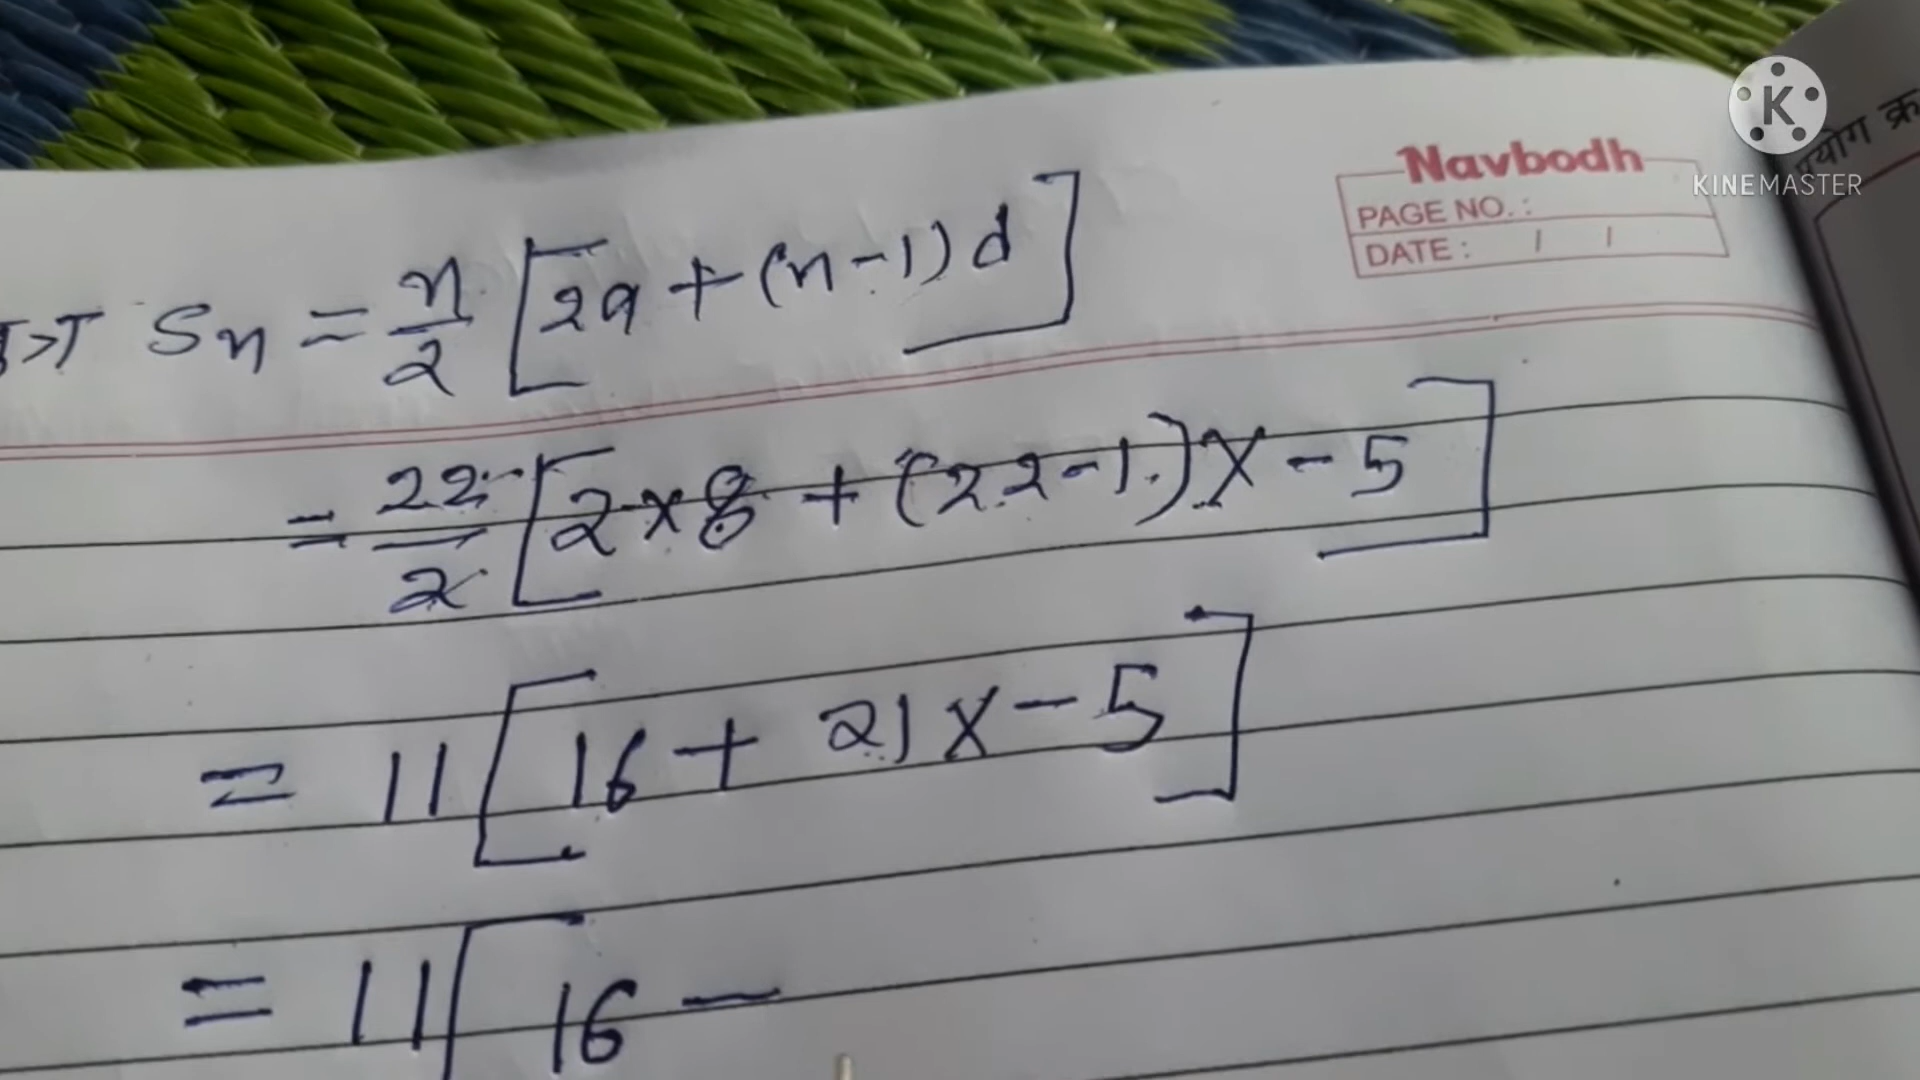 Sn = n/2 [2a + (n-1)d]
= 22/2 [2×8 + (22-1)×-5]
= 11[16 + 21×-5]
= 11[16 -
Navbodh
PAGE NO.:
DATE: / /
K
KINEMASTER